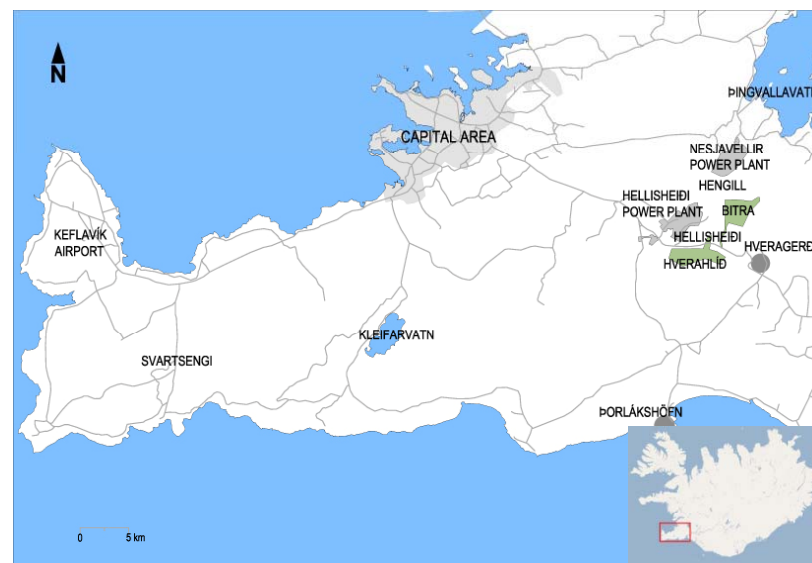 N
ÞINGVALLAVATN
CAPITAL AREA
NESJAVELLIR
POWER PLANT
HENGILL
HELLISHEIÐI
POWER PLANT
BITRA
KEFLAVÍK
AIRPORT
HELLISHEIÐI
HVERAGERÐ
HVERAHLÍÐ
KLEIFARVATN
SVARTSENGI
ÞORLÁKSHÖFN
0 5 km